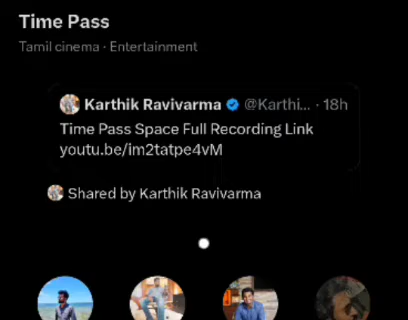 Time Pass
Tamil cinema · Entertainment
Karthik Ravivarma @Karthi... · 18h
Time Pass Space Full Recording Link
youtu.be/im2tatpe4vM
Shared by Karthik Ravivarma